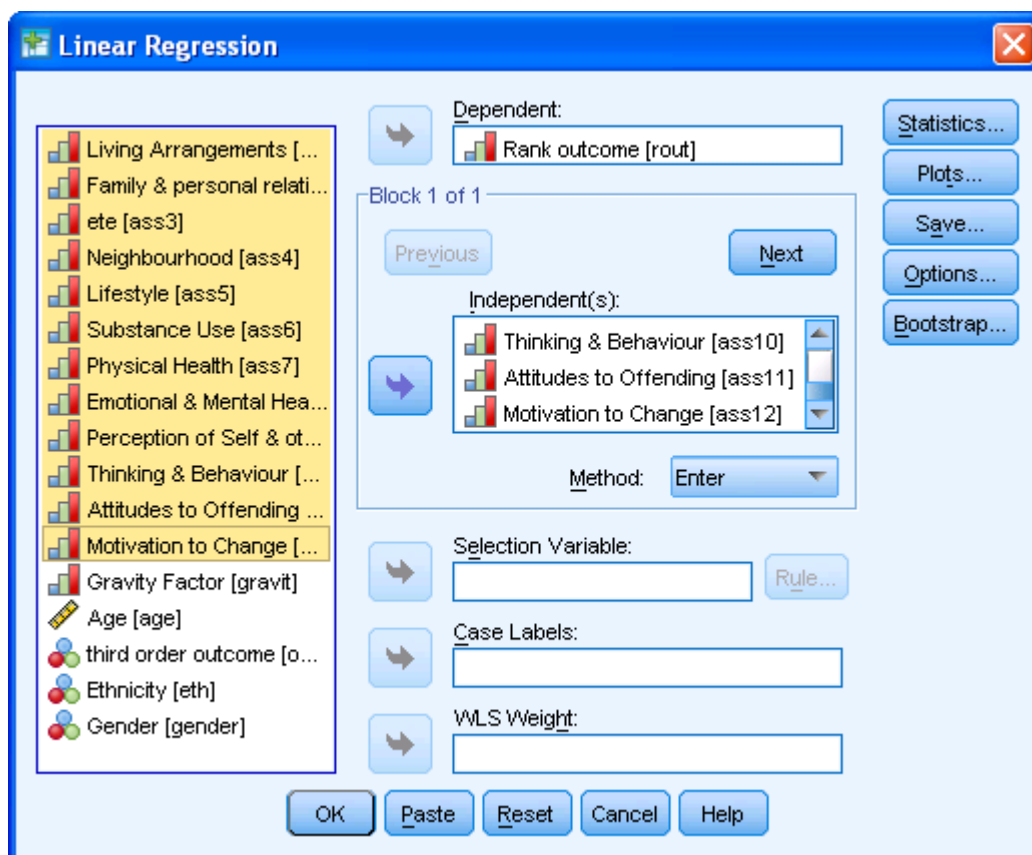 Linear Regression
Living Arrangements [...
Family & personal relati...
ete [ass3]
Neighbourhood [ass4]
Lifestyle [ass5]
Substance Use [ass6]
Physical Health [ass7]
Emotional & Mental Hea...
Perception of Self & ot...
Thinking & Behaviour [...
Attitudes to Offending ...
Motivation to Change [...
Gravity Factor [gravit]
Age [age]
third order outcome [o...
Ethnicity [eth]
Gender [gender]
Dependent:
Rank outcome [rout]
Block 1 of 1
Previous
Next
Independent(s):
Thinking & Behaviour [ass10]
Attitudes to Offending [ass11]
Motivation to Change [ass12]
Method:
Enter
Selection Variable:
Rule...
Case Labels:
WLS Weight:
Statistics...
Plots...
Save...
Options...
Bootstrap...
OK
Paste
Reset
Cancel
Help